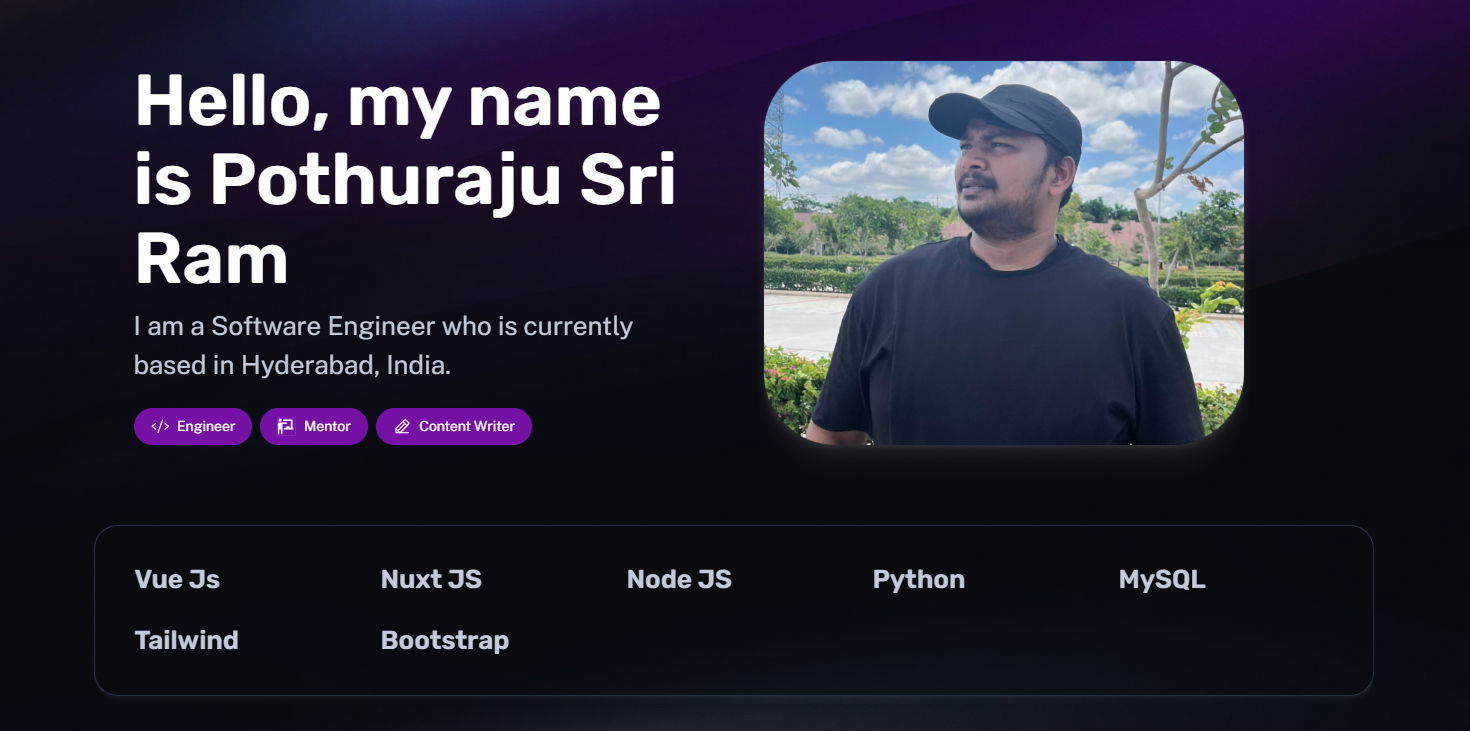 Hello, my name
is Pothuraju Sri
Ram
I am a Software Engineer who is currently
based in Hyderabad, India.
Engineer Mentor Content Writer
Vue Js Nuxt JS Node JS Python MySQL
Tailwind Bootstrap